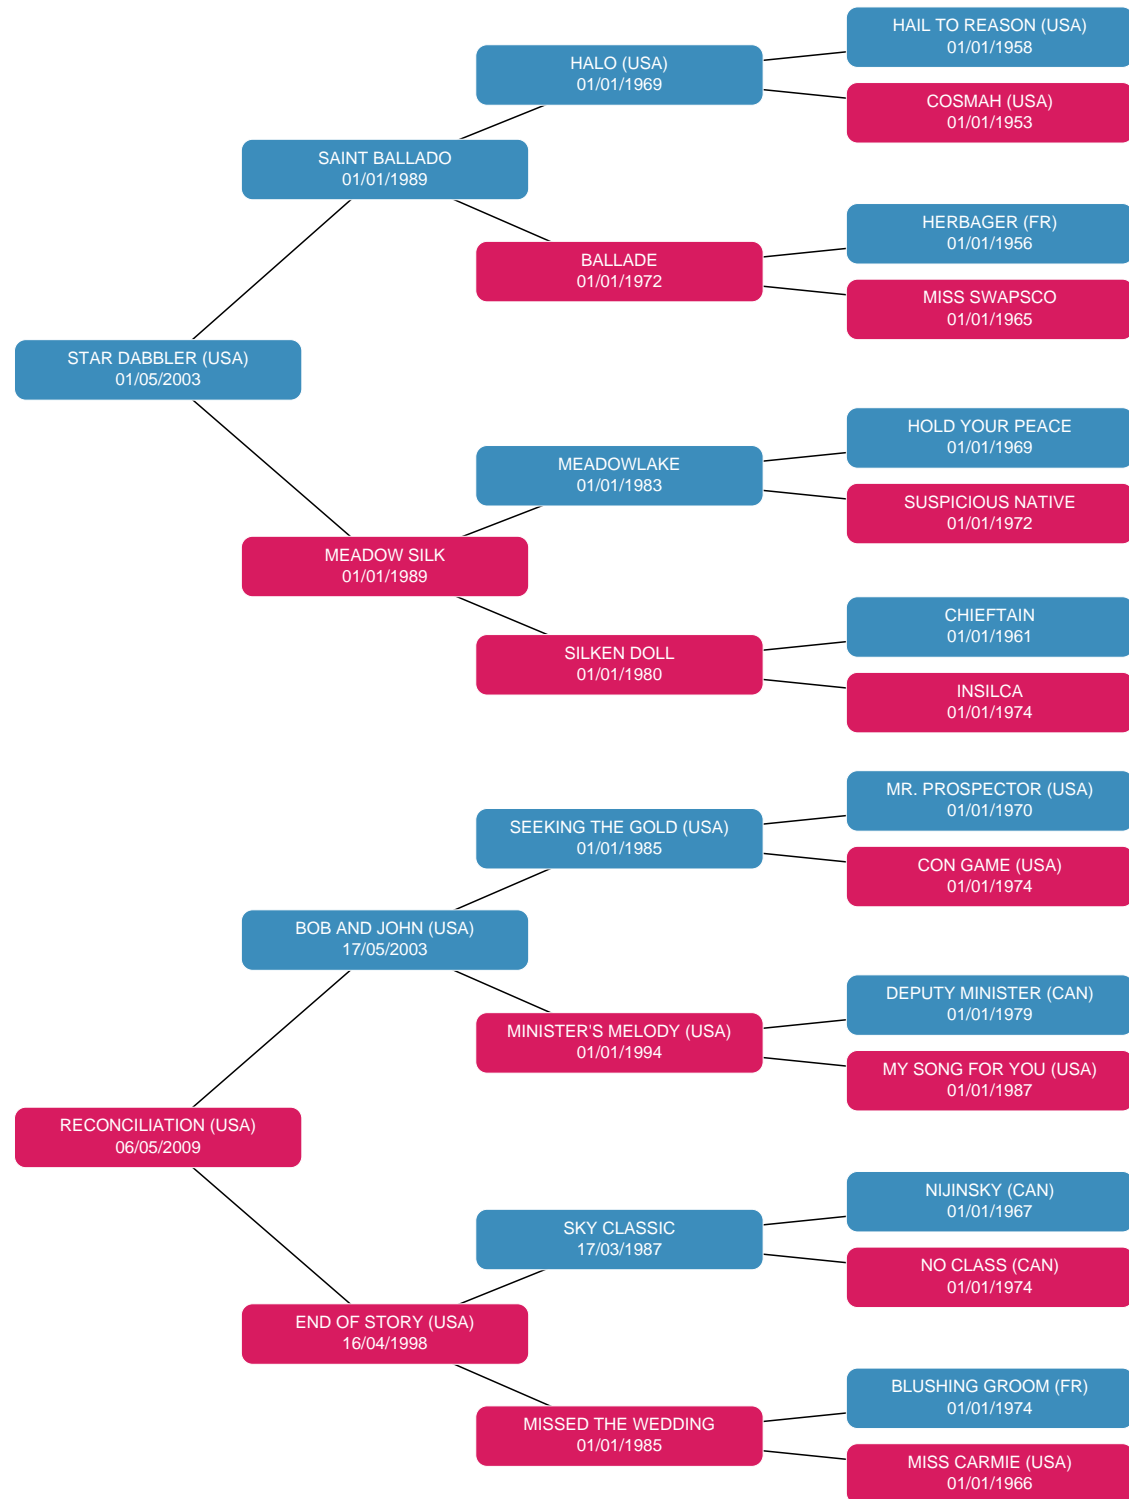 HAIL TO REASON (USA)
01/01/1958
HALO (USA)
01/01/1969
COSMAH (USA)
01/01/1953
SAINT BALLADO
01/01/1989
HERBAGER (FR)
01/01/1956
BALLADE
01/01/1972
MISS SWAPSCO
01/01/1965
STAR DABBLER (USA)
01/05/2003
HOLD YOUR PEACE
01/01/1969
MEADOWLAKE
01/01/1983
SUSPICIOUS NATIVE
01/01/1972
MEADOW SILK
01/01/1989
CHIEFTAIN
01/01/1961
SILKEN DOLL
01/01/1980
INSILCA
01/01/1974
MR. PROSPECTOR (USA)
01/01/1970
SEEKING THE GOLD (USA)
01/01/1985
CON GAME (USA)
01/01/1974
BOB AND JOHN (USA)
17/05/2003
DEPUTY MINISTER (CAN)
01/01/1979
MINISTER'S MELODY (USA)
01/01/1994
MY SONG FOR YOU (USA)
01/01/1987
RECONCILIATION (USA)
06/05/2009
NIJINSKY (CAN)
01/01/1967
SKY CLASSIC
17/03/1987
NO CLASS (CAN)
01/01/1974
END OF STORY (USA)
16/04/1998
BLUSHING GROOM (FR)
01/01/1974
MISSED THE WEDDING
01/01/1985
MISS CARMIE (USA)
01/01/1966